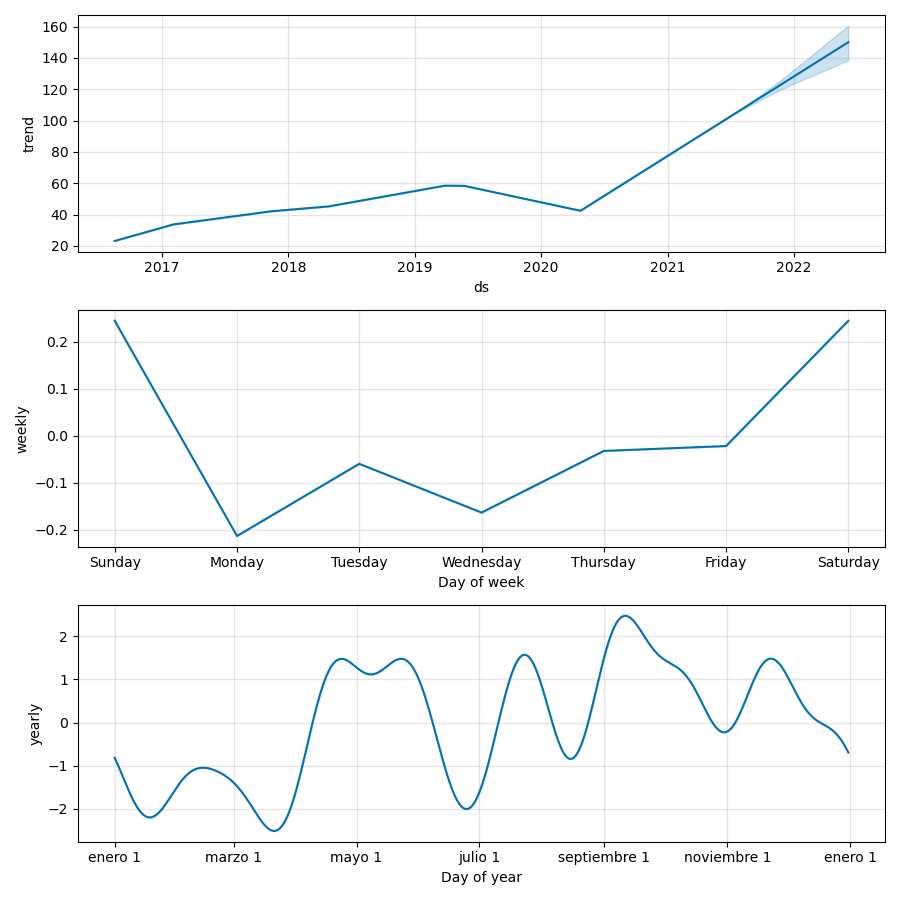 160
140
120
100
80
60
40
20
trend
2017 2018 2019 2020 2021 2022
ds
0.2
0.1
0.0
−0.1
−0.2
weekly
Sunday Monday Tuesday Wednesday Thursday Friday Saturday
Day of week
2
1
0
−1
−2
yearly
enero 1 marzo 1 mayo 1 julio 1 septiembre 1 noviembre 1 enero 1
Day of year